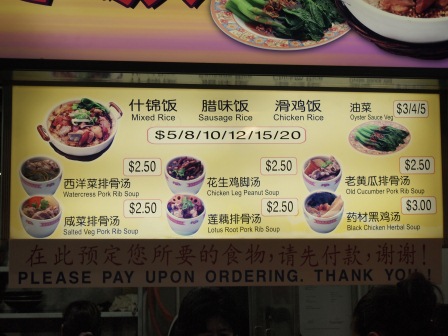 什锦饭 腊味饭 滑鸡饭 油菜 $3/4/5
Mixed Rice Sausage Rice Chicken Rice Oyster Sauce Veg
$5/8/10/12/15/20
$2.50 $2.50 $2.50
西洋菜排骨汤 花生鸡脚汤 老黄瓜排骨汤
Watercress Pork Rib Soup Chicken Leg Peanut Soup Old Cucumber Pork Rib Soup
$2.50 $2.50 $3.00
咸菜排骨汤 莲藕排骨汤 药材黑鸡汤
Salted Veg Pork Rib Soup Lotus Root Pork Rib Soup Black Chicken Herbal Soup
在此预定您所要的食物,请先付款,谢谢!
PLEASE PAY UPON ORDERING. THANK YOU!